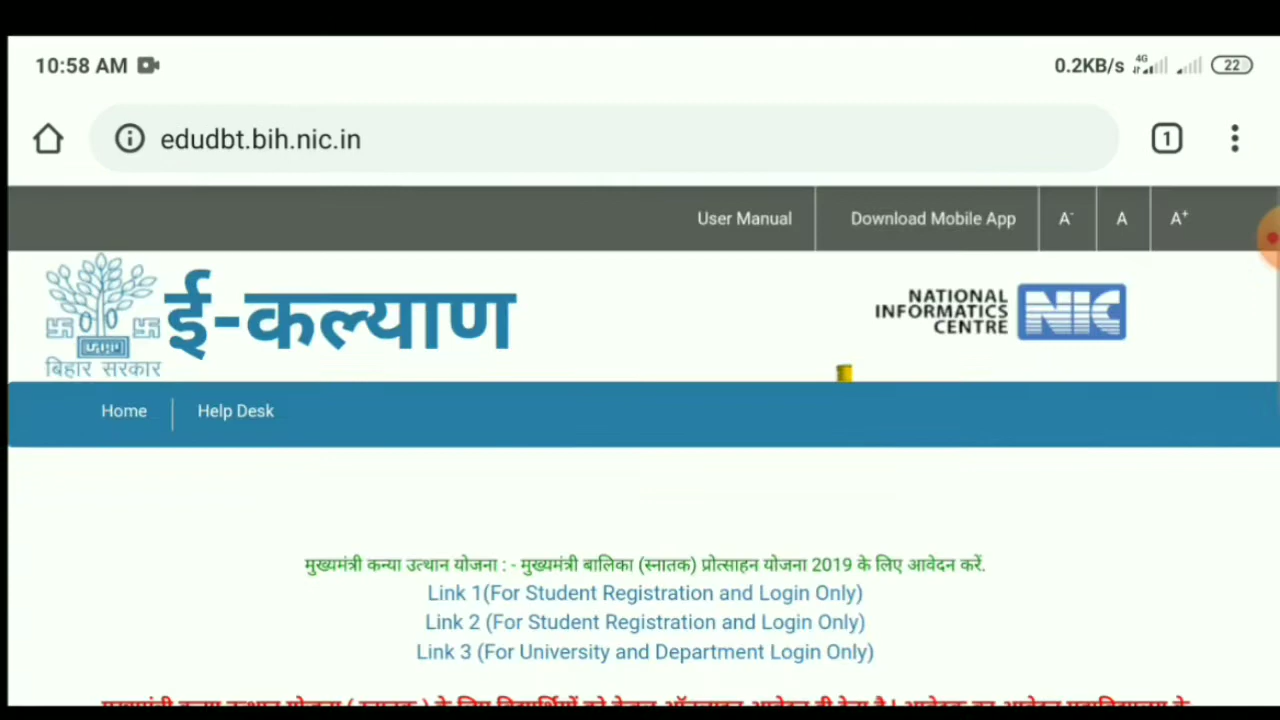 10:58 AM 0.2KB/s 4G 22
edudbt.bih.nic.in 1
User Manual Download Mobile App A- A A+
ई-कल्याण
बिहार सरकार
NATIONAL
INFORMATICS
CENTRE NIC
Home Help Desk
मुख्यमंत्री कन्या उत्थान योजना : - मुख्यमंत्री बालिका (स्नातक) प्रोत्साहन योजना 2019 के लिए आवेदन करें.
Link 1(For Student Registration and Login Only)
Link 2 (For Student Registration and Login Only)
Link 3 (For University and Department Login Only)